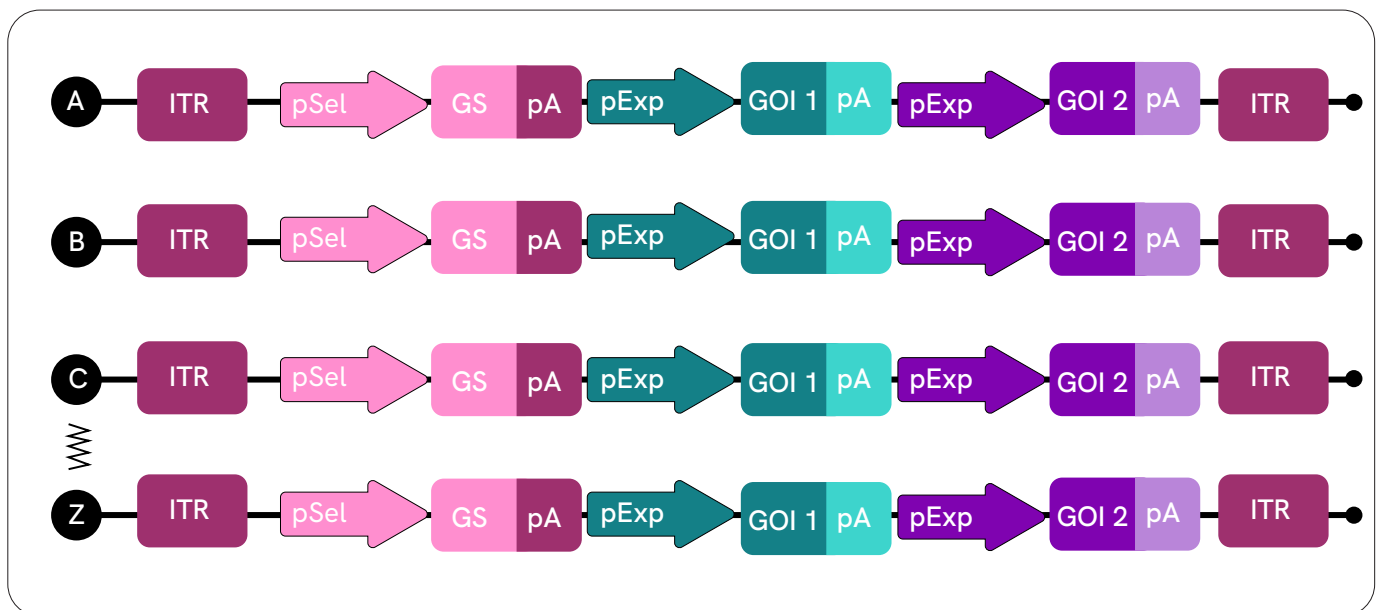 A ITR pSel GS pA pExp GOI 1 pA pExp GOI 2 pA ITR
B ITR pSel GS pA pExp GOI 1 pA pExp GOI 2 pA ITR
C ITR pSel GS pA pExp GOI 1 pA pExp GOI 2 pA ITR
Z ITR pSel GS pA pExp GOI 1 pA pExp GOI 2 pA ITR